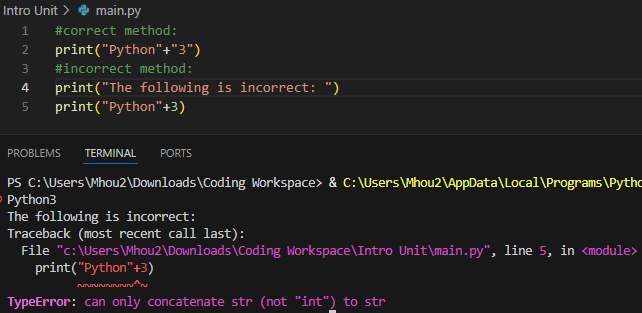 Intro Unit > main.py
1 #correct method:
2 print("Python"+"3")
3 #incorrect method:
4 print("The following is incorrect: ")
5 print("Python"+3)
PROBLEMS TERMINAL PORTS
PS C:\Users\Mhou2\Downloads\Coding Workspace> & C:\Users\Mhou2\AppData\Local\Programs\Pytho
Python3
The following is incorrect:
Traceback (most recent call last):
  File "c:\Users\Mhou2\Downloads\Coding Workspace\Intro Unit\main.py", line 5, in <module>
    print("Python"+3)
          ~~~~~~~~^~
TypeError: can only concatenate str (not "int") to str